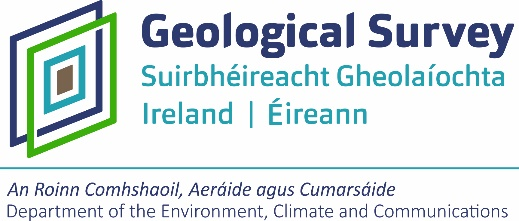 Geological Survey
Suirbhéireacht Gheolaíochta
Ireland | Éireann
An Roinn Comhshaoil, Aeráide agus Cumarsáide
Department of the Environment, Climate and Communications